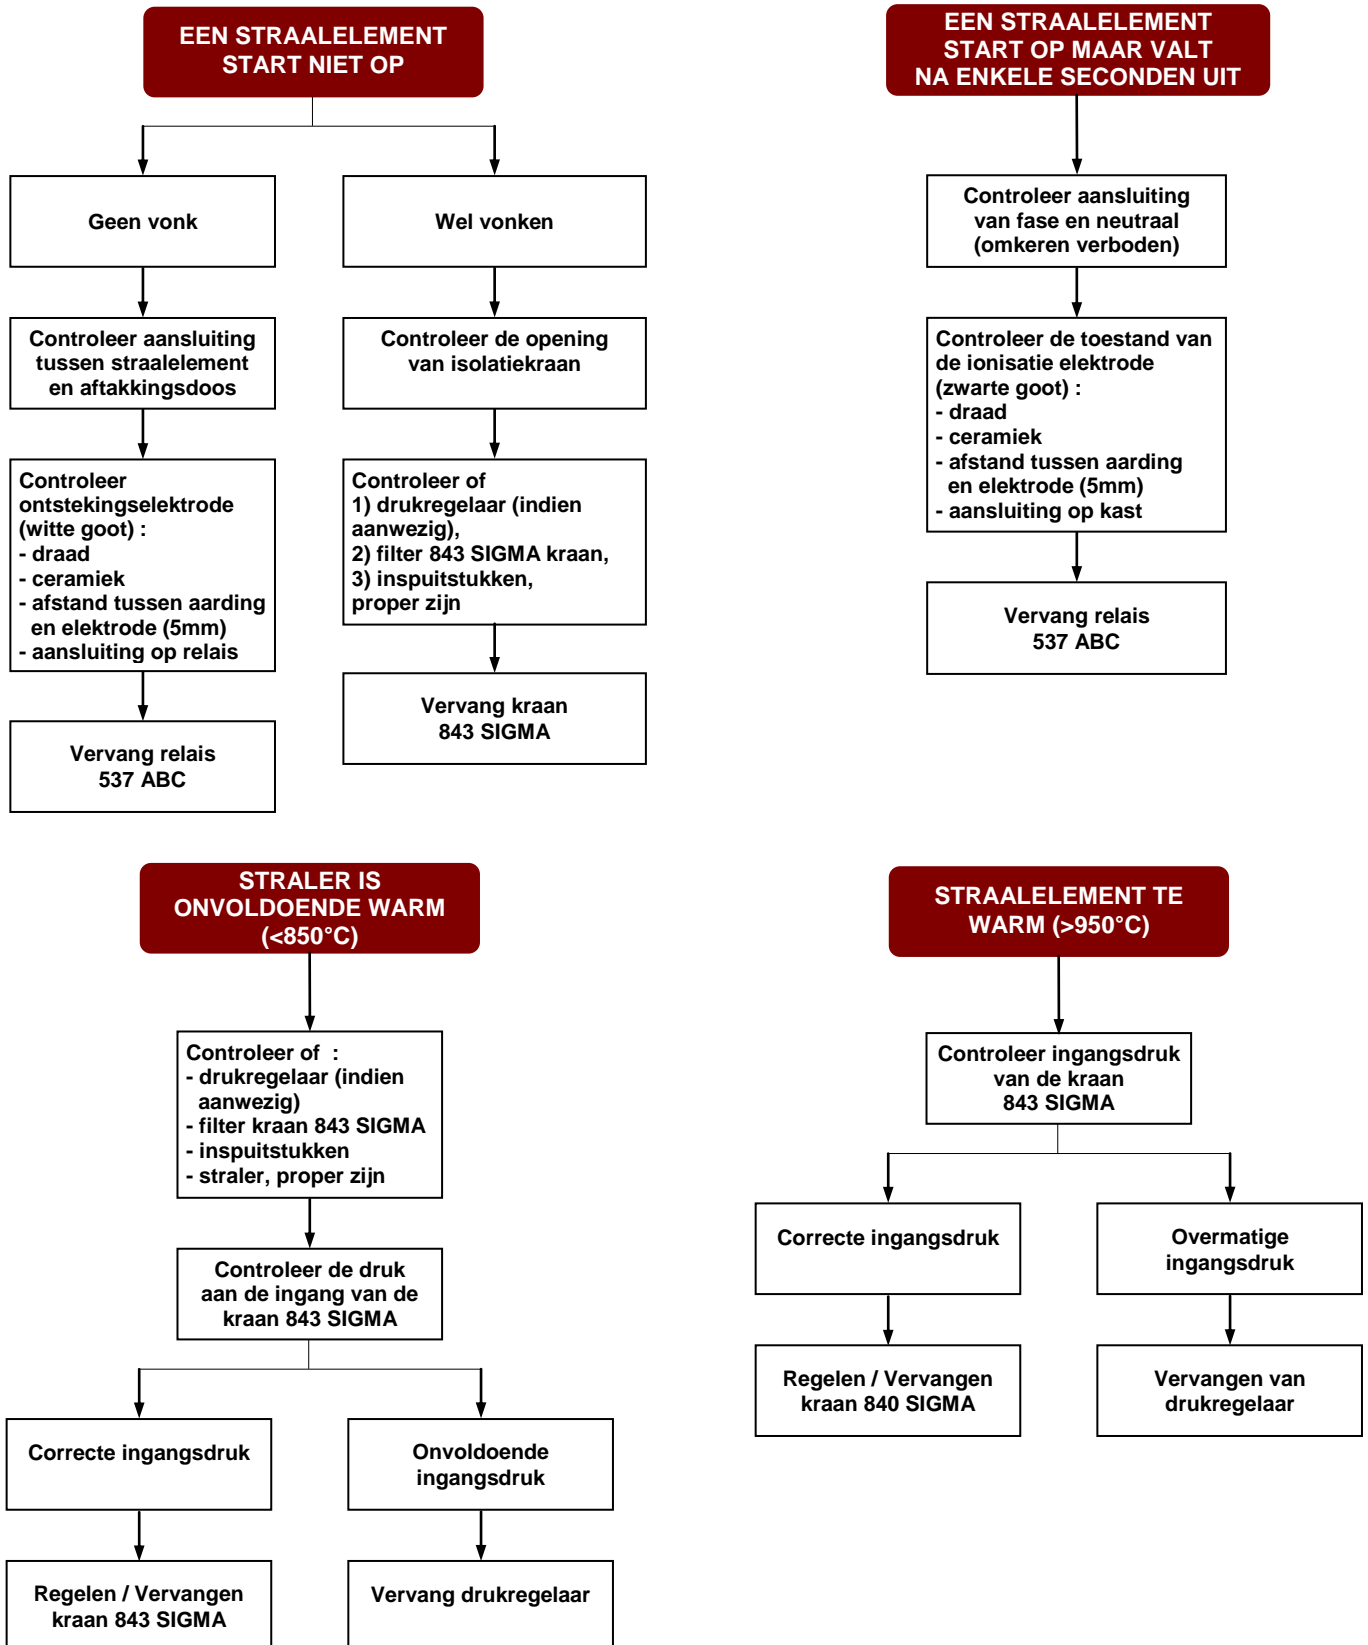 EEN STRAALELEMENT
START NIET OP
Geen vonk
Wel vonken
Controleer aansluiting
tussen straalelement
en aftakkingsdoos
Controleer de opening
van isolatiekraan
Controleer
ontstekingselektrode
(witte goot) :
- draad
- ceramiek
- afstand tussen aarding
en elektrode (5mm)
- aansluiting op relais
Controleer of
1) drukregelaar (indien
aanwezig),
2) filter 843 SIGMA kraan,
3) inspuitstukken,
proper zijn
Vervang relais
537 ABC
Vervang kraan
843 SIGMA
EEN STRAALELEMENT
START OP MAAR VALT
NA ENKELE SECONDEN UIT
Controleer aansluiting
van fase en neutraal
(omkeren verboden)
Controleer de toestand van
de ionisatie elektrode
(zwarte goot) :
- draad
- ceramiek
- afstand tussen aarding
en elektrode (5mm)
- aansluiting op kast
Vervang relais
537 ABC
STRALER IS
ONVOLDOENDE WARM
(<850°C)
Controleer of :
- drukregelaar (indien
aanwezig)
- filter kraan 843 SIGMA
- inspuitstukken
- straler, proper zijn
Controleer de druk
aan de ingang van de
kraan 843 SIGMA
Correcte ingangsdruk
Onvoldoende
ingangsdruk
Regelen / Vervangen
kraan 843 SIGMA
Vervang drukregelaar
STRAALELEMENT TE
WARM (>950°C)
Controleer ingangsdruk
van de kraan
843 SIGMA
Correcte ingangsdruk
Overmatige
ingangsdruk
Regelen / Vervangen
kraan 840 SIGMA
Vervangen van
drukregelaar